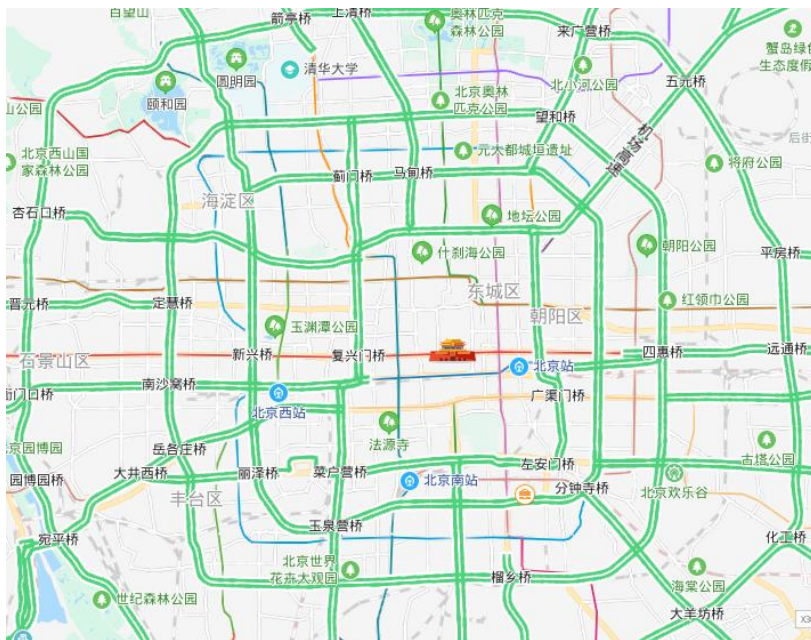 百望山
箭亭桥
上清桥
奥林匹克
森林公园
来广营桥
蟹岛绿色
生态度假
清华大学
圆明园
颐和园
北京奥林
匹克公园
北小河公园
五元桥
山公园
望和桥
机场高速
后街
北京西山国
家森林公园
元大都城垣遗址
将府公园
蓟门桥
马甸桥
海淀区
杏石口桥
地坛公园
什刹海公园
朝阳公园
平房桥
东城区
晋元桥
定慧桥
红领巾公园
朝阳区
玉渊潭公园
石景山区
新兴桥
复兴门桥
四惠桥
远通桥
北京站
衙门口桥
南沙窝桥
北京西站
广渠门桥
法源寺
京园博园
岳各庄桥
古塔公园
园博园桥
大井西桥
丽泽桥
菜户营桥
左安门桥
北京南站
分钟寺桥
北京欢乐谷
丰台区
玉泉营桥
宛平桥
化工桥
北京世界
花卉大观园
榴乡桥
海棠公园
世纪森林公园
大羊坊桥